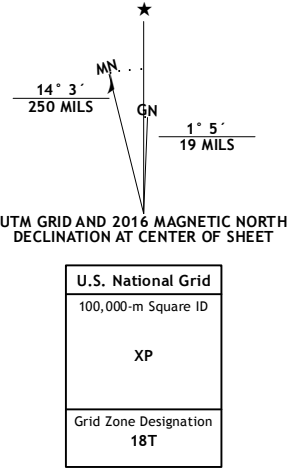 ★
MN
14° 3´
250 MILS
GN
1° 5´
19 MILS
UTM GRID AND 2016 MAGNETIC NORTH
DECLINATION AT CENTER OF SHEET
U.S. National Grid
100,000-m Square ID
XP
Grid Zone Designation
18T